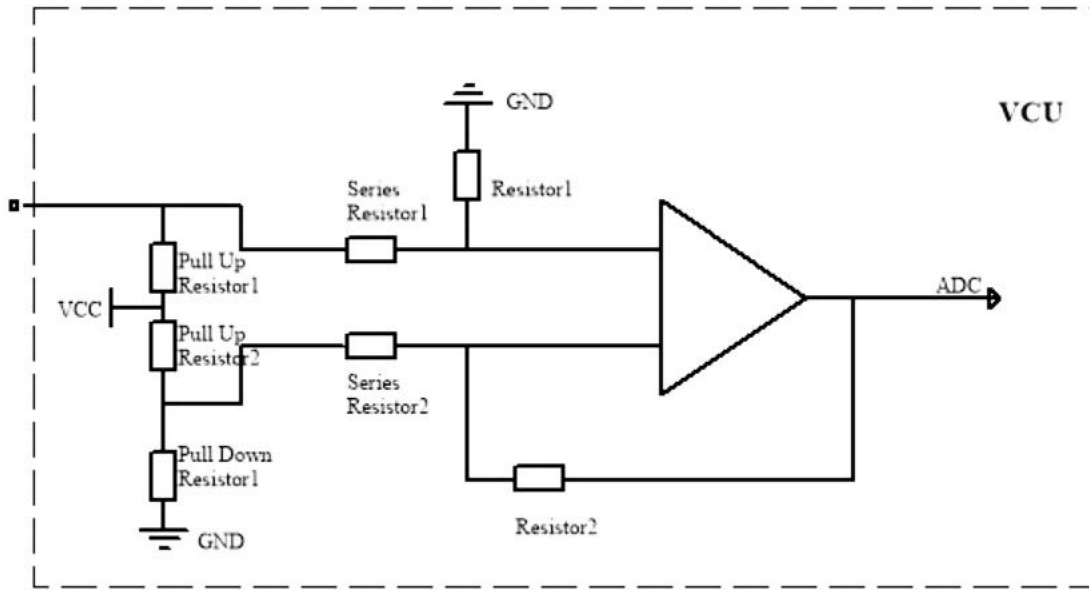 GND
VCU
Series
Resistor1
Resistor1
Pull Up
Resistor1
VCC
Pull Up
Resistor2
ADC
Series
Resistor2
Pull Down
Resistor1
GND
Resistor2